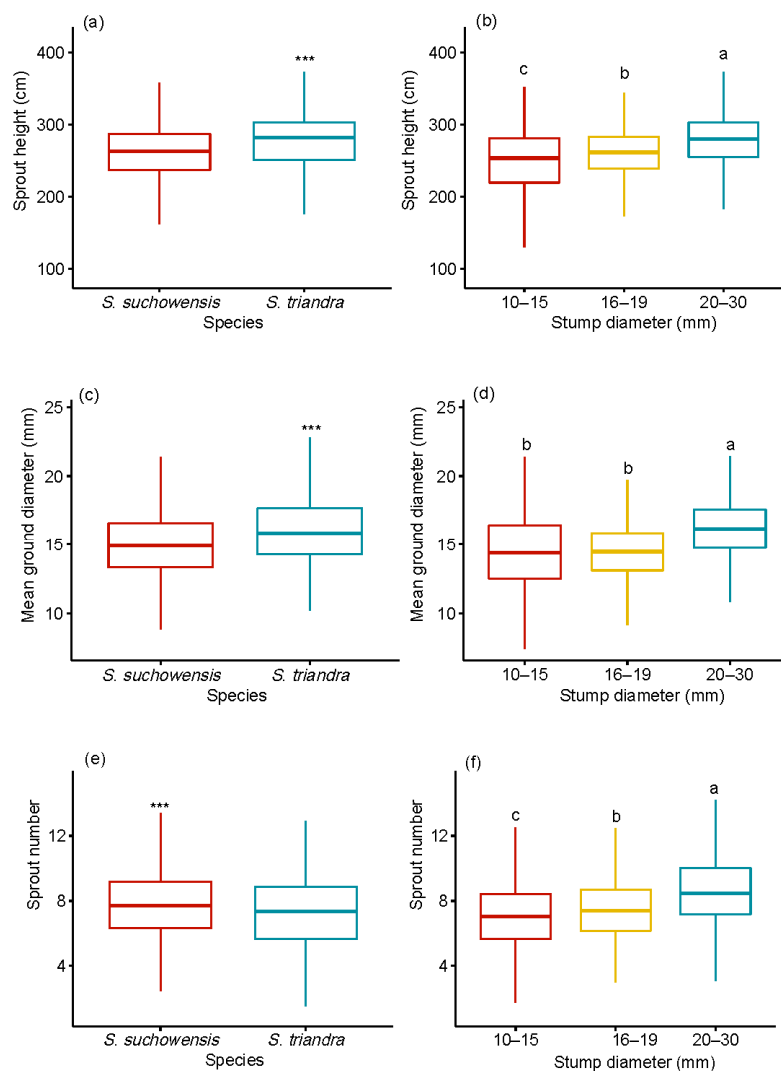 (a)
***
400
300
200
100
Sprout height (cm)
S. suchowensis
S. triandra
Species
(b)
c
b
a
400
300
200
100
Sprout height (cm)
10–15
16–19
20–30
Stump diameter (mm)
(c)
***
25
20
15
10
Mean ground diameter (mm)
S. suchowensis
S. triandra
Species
(d)
b
b
a
25
20
15
10
Mean ground diameter (mm)
10–15
16–19
20–30
Stump diameter (mm)
(e)
***
12
8
4
Sprout number
S. suchowensis
S. triandra
Species
(f)
c
b
a
12
8
4
Sprout number
10–15
16–19
20–30
Stump diameter (mm)